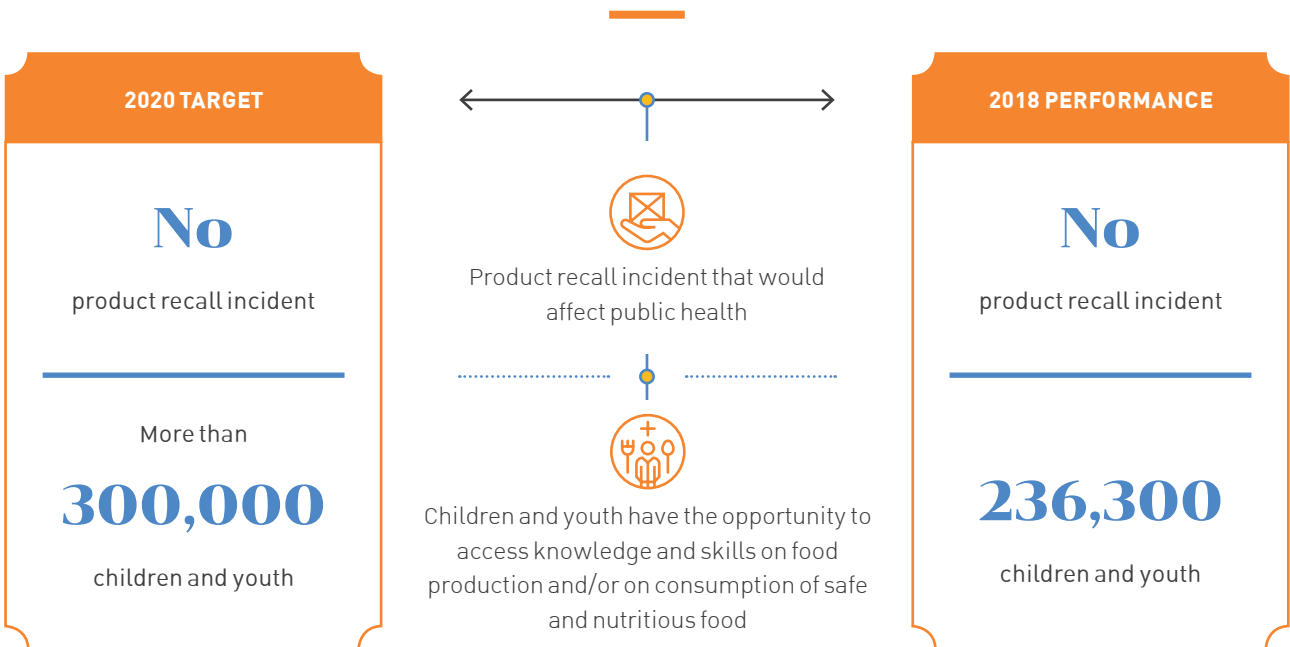 2020 TARGET
No
product recall incident
More than
300,000
children and youth
Product recall incident that would
affect public health
Children and youth have the opportunity to
access knowledge and skills on food
production and/or on consumption of safe
and nutritious food
2018 PERFORMANCE
No
product recall incident
236,300
children and youth